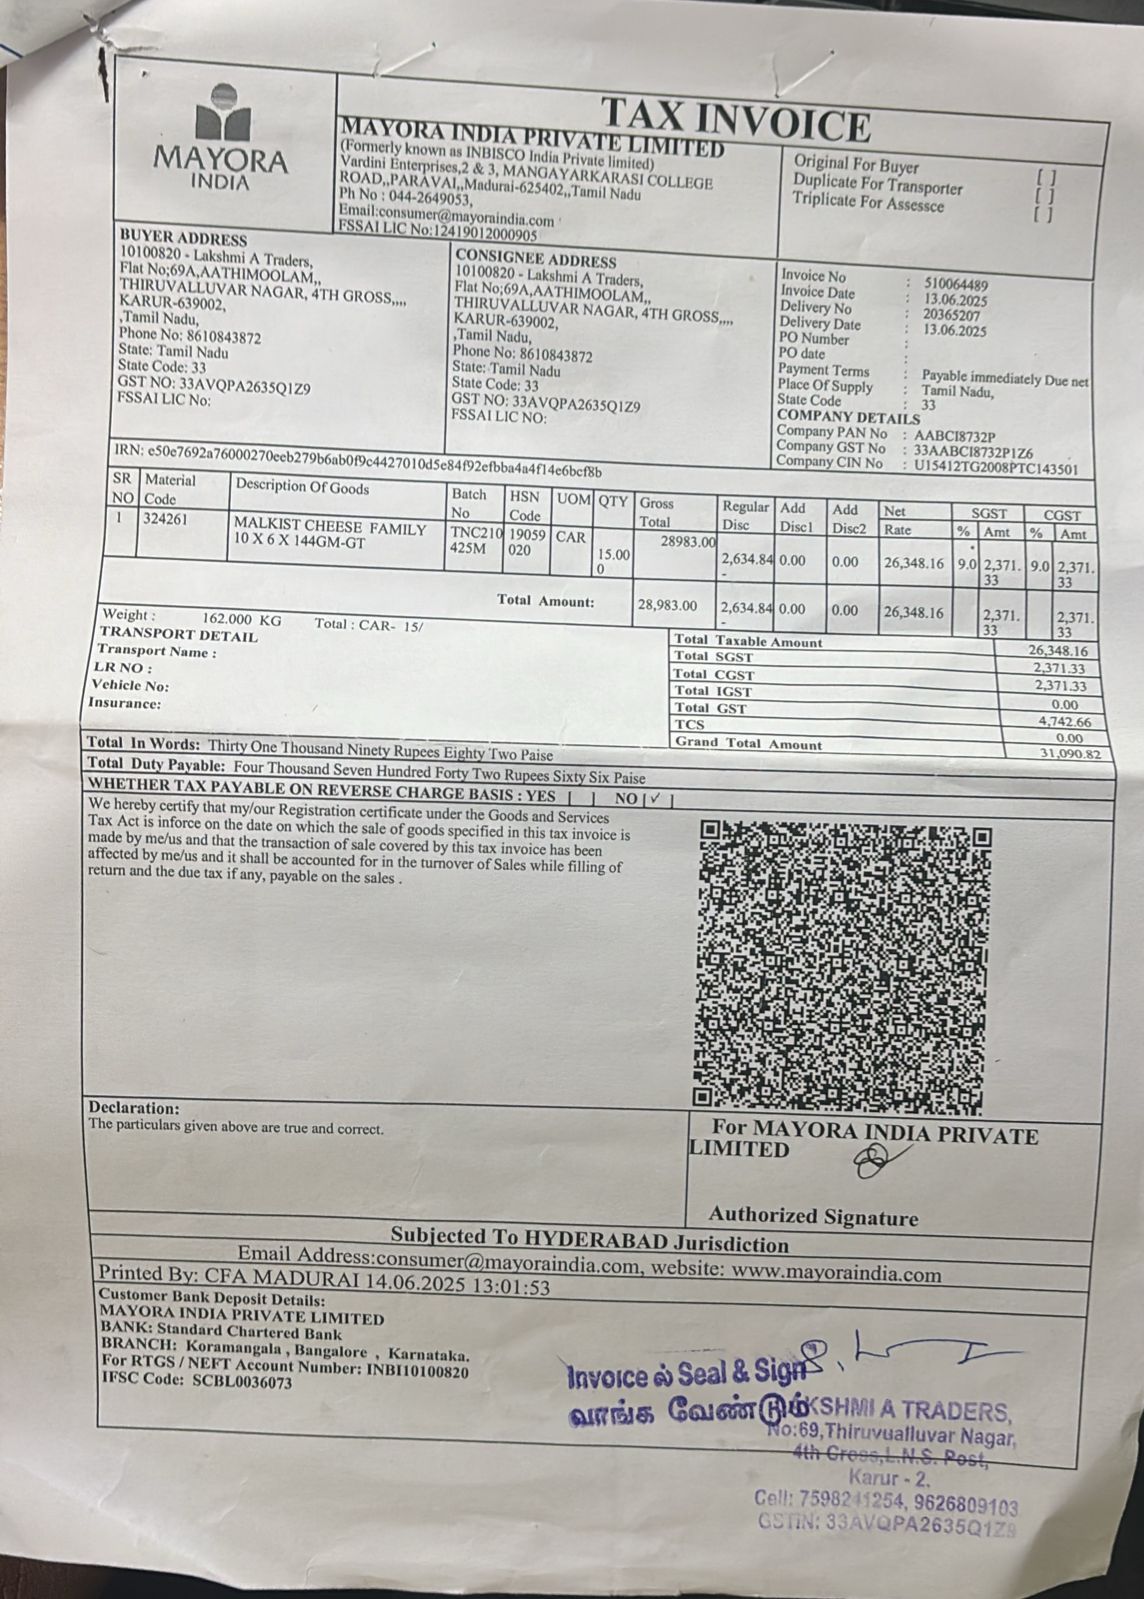 MAYORA
INDIA
TAX INVOICE
MAYORA INDIA PRIVATE LIMITED
(Formerly known as INBISCO India Private limited)
Vardini Enterprises,2 & 3, MANGAYARKARASI COLLEGE
ROAD,,PARAVAI,,Madurai-625402,,Tamil Nadu
Ph No : 044-2649053,
Email:consumer@mayoraindia.com
FSSAI LIC No:12419012000905
Original For Buyer [ ]
Duplicate For Transporter [ ]
Triplicate For Assessce [ ]
BUYER ADDRESS
10100820 - Lakshmi A Traders,
Flat No;69A,AATHIMOOLAM,,
THIRUVALLUVAR NAGAR, 4TH GROSS,,,,
KARUR-639002,
,Tamil Nadu,
Phone No: 8610843872
State: Tamil Nadu
State Code: 33
GST NO: 33AVQPA2635Q1Z9
FSSAI LIC No:
CONSIGNEE ADDRESS
10100820 - Lakshmi A Traders,
Flat No;69A,AATHIMOOLAM,,
THIRUVALLUVAR NAGAR, 4TH GROSS,,,,
KARUR-639002,
,Tamil Nadu,
Phone No: 8610843872
State: Tamil Nadu
State Code: 33
GST NO: 33AVQPA2635Q1Z9
FSSAI LIC NO:
Invoice No : 510064489
Invoice Date : 13.06.2025
Delivery No : 20365207
Delivery Date : 13.06.2025
PO Number :
PO date :
Payment Terms : Payable immediately Due net
Place Of Supply : Tamil Nadu,
State Code : 33
COMPANY DETAILS
Company PAN No : AABCI8732P
Company GST No : 33AABCI8732P1Z6
Company CIN No : U15412TG2008PTC143501
IRN: e50e7692a76000270eeb279b6ab0f9c4427010d5e84f92efbba4a4f14e6bcf8b
SR NO Material Code Description Of Goods Batch No HSN Code UOM QTY Gross Total Regular Disc Add Disc1 Add Disc2 Net Rate SGST % Amt CGST % Amt
1 324261 MALKIST CHEESE FAMILY 10 X 6 X 144GM-GT TNC210425M 19059020 CAR 15.000 28983.00 2,634.84- 0.00 0.00 26,348.16 9.0 2,371.33 9.0 2,371.33
Total Amount: 28,983.00 2,634.84- 0.00 0.00 26,348.16 2,371.33 2,371.33
Weight : 162.000 KG Total : CAR- 15/
TRANSPORT DETAIL
Transport Name :
LR NO :
Vehicle No:
Insurance:
Total Taxable Amount 26,348.16
Total SGST 2,371.33
Total CGST 2,371.33
Total IGST 0.00
Total GST 4,742.66
TCS 0.00
Grand Total Amount 31,090.82
Total In Words: Thirty One Thousand Ninety Rupees Eighty Two Paise
Total Duty Payable: Four Thousand Seven Hundred Forty Two Rupees Sixty Six Paise
WHETHER TAX PAYABLE ON REVERSE CHARGE BASIS : YES [ ] NO [✓]
We hereby certify that my/our Registration certificate under the Goods and Services
Tax Act is inforce on the date on which the sale of goods specified in this tax invoice is
made by me/us and that the transaction of sale covered by this tax invoice has been
affected by me/us and it shall be accounted for in the turnover of Sales while filling of
return and the due tax if any, payable on the sales .
Declaration:
The particulars given above are true and correct.
For MAYORA INDIA PRIVATE
LIMITED
Authorized Signature
Subjected To HYDERABAD Jurisdiction
Email Address:consumer@mayoraindia.com, website: www.mayoraindia.com
Printed By: CFA MADURAI 14.06.2025 13:01:53
Customer Bank Deposit Details:
MAYORA INDIA PRIVATE LIMITED
BANK: Standard Chartered Bank
BRANCH: Koramangala , Bangalore , Karnataka.
For RTGS / NEFT Account Number: INBI10100820
IFSC Code: SCBL0036073
Invoice ல் Seal & Sign
வாங்க வேண்டும்
KSHMI A TRADERS,
No:69,Thiruvualluvar Nagar,
4th Cross,L.N.S. Post,
Karur - 2.
Cell: 7598241254, 9626809103
GSTIN: 33AVQPA2635Q1Z9